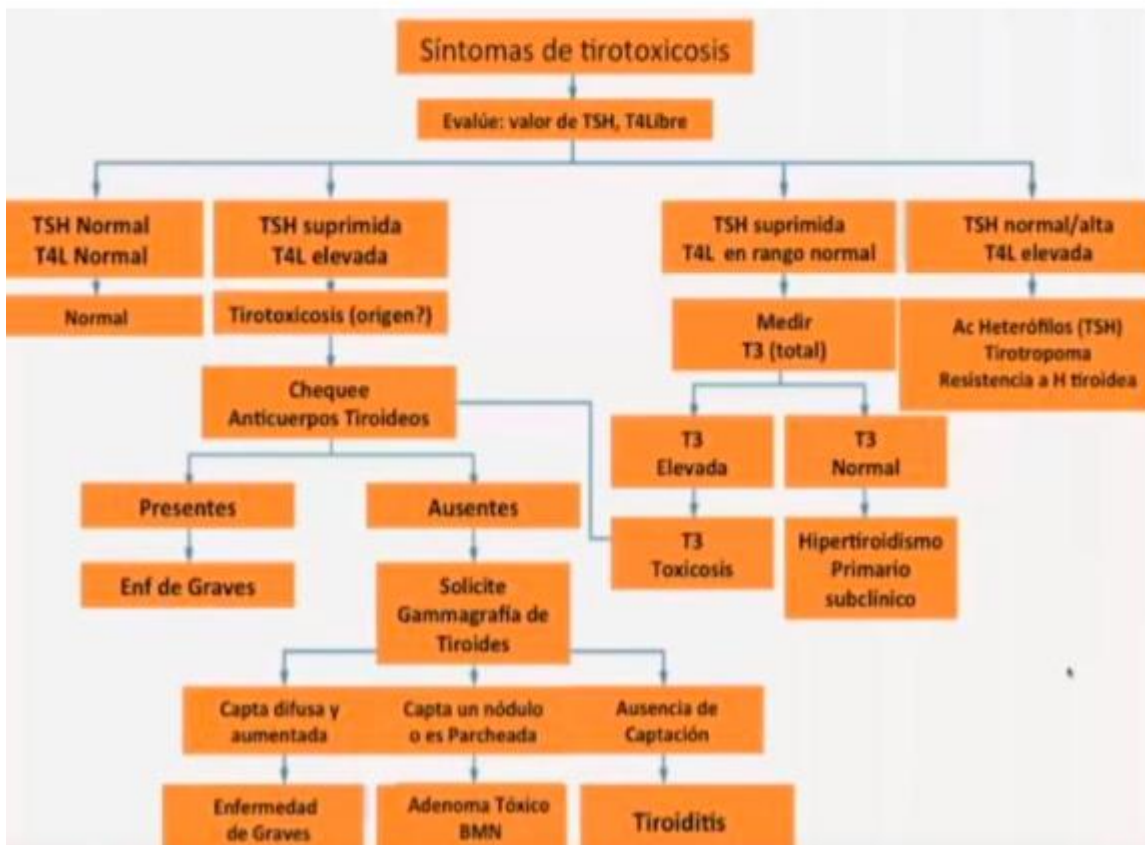 Síntomas de tirotoxicosis
Evalúe: valor de TSH, T4Libre
TSH Normal
T4L Normal
TSH suprimida
T4L elevada
TSH suprimida
T4L en rango normal
TSH normal/alta
T4L elevada
Normal
Tirotoxicosis (origen?)
Medir
T3 (total)
Ac Heterófilos (TSH)
Tirotropoma
Resistencia a H tiroidea
Chequee
Anticuerpos Tiroideos
T3
Elevada
T3
Normal
Presentes
Ausentes
T3
Toxicosis
Hipertiroidismo
Primario
subclínico
Enf de Graves
Solicite
Gammagrafía de
Tiroides
Capta difusa y
aumentada
Capta un nódulo
o es Parcheada
Ausencia de
Captación
Enfermedad
de Graves
Adenoma Tóxico
BMN
Tiroiditis